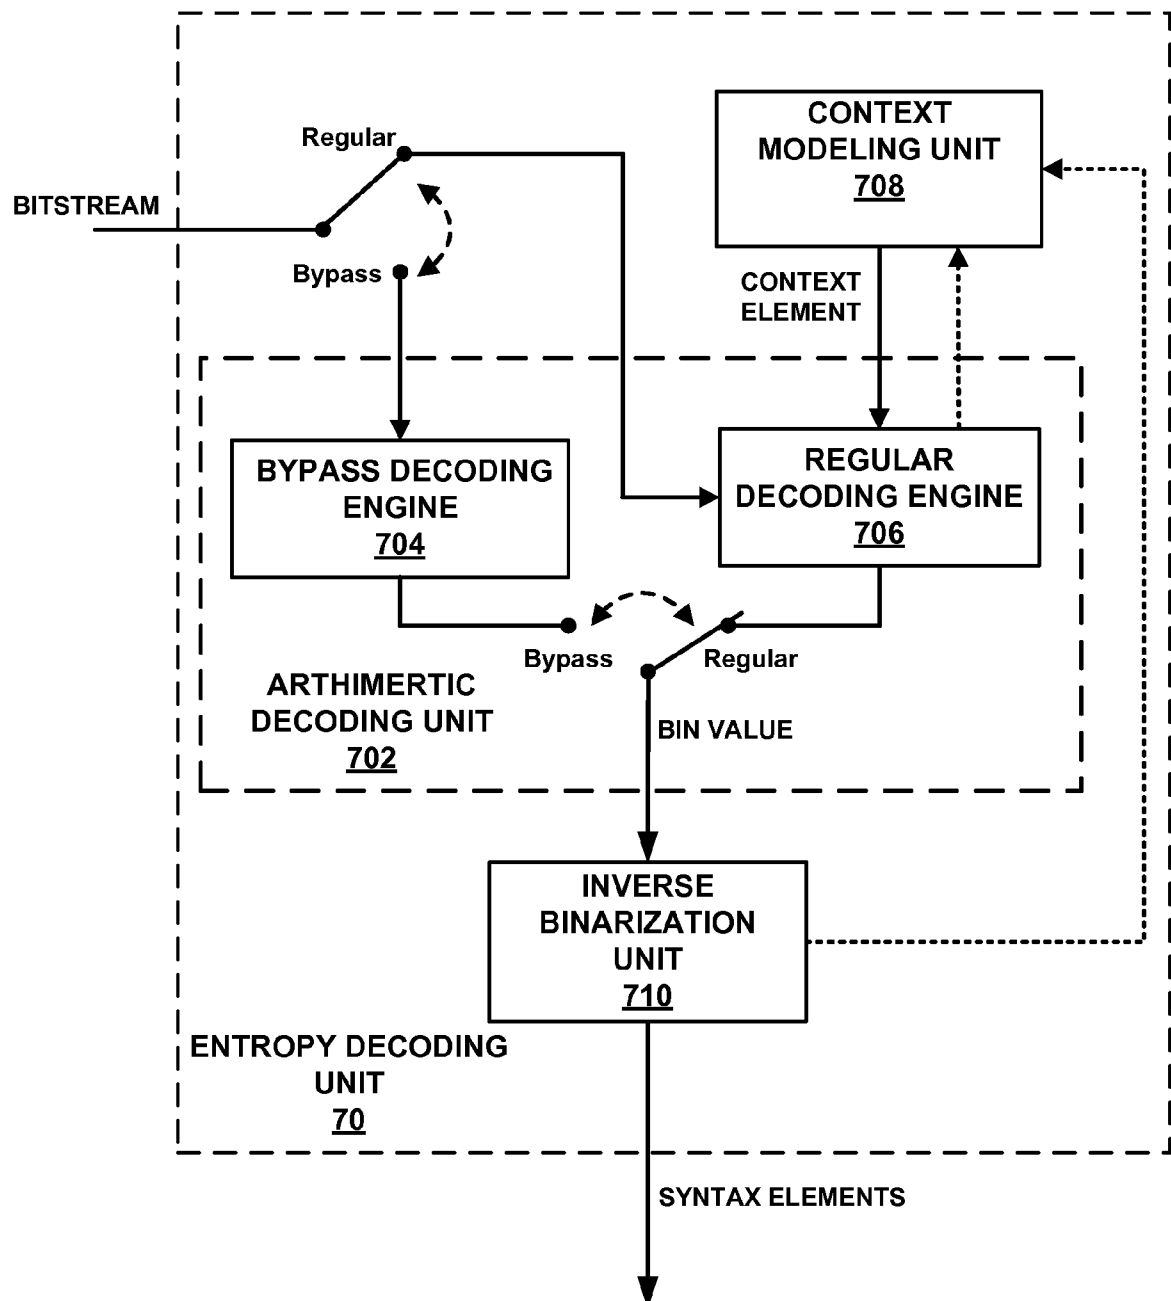 CONTEXT
MODELING UNIT
708
Regular
BITSTREAM
Bypass
CONTEXT
ELEMENT
BYPASS DECODING
ENGINE
704
REGULAR
DECODING ENGINE
706
Bypass
Regular
ARTHIMERTIC
DECODING UNIT
702
BIN VALUE
INVERSE
BINARIZATION
UNIT
710
ENTROPY DECODING
UNIT
70
SYNTAX ELEMENTS